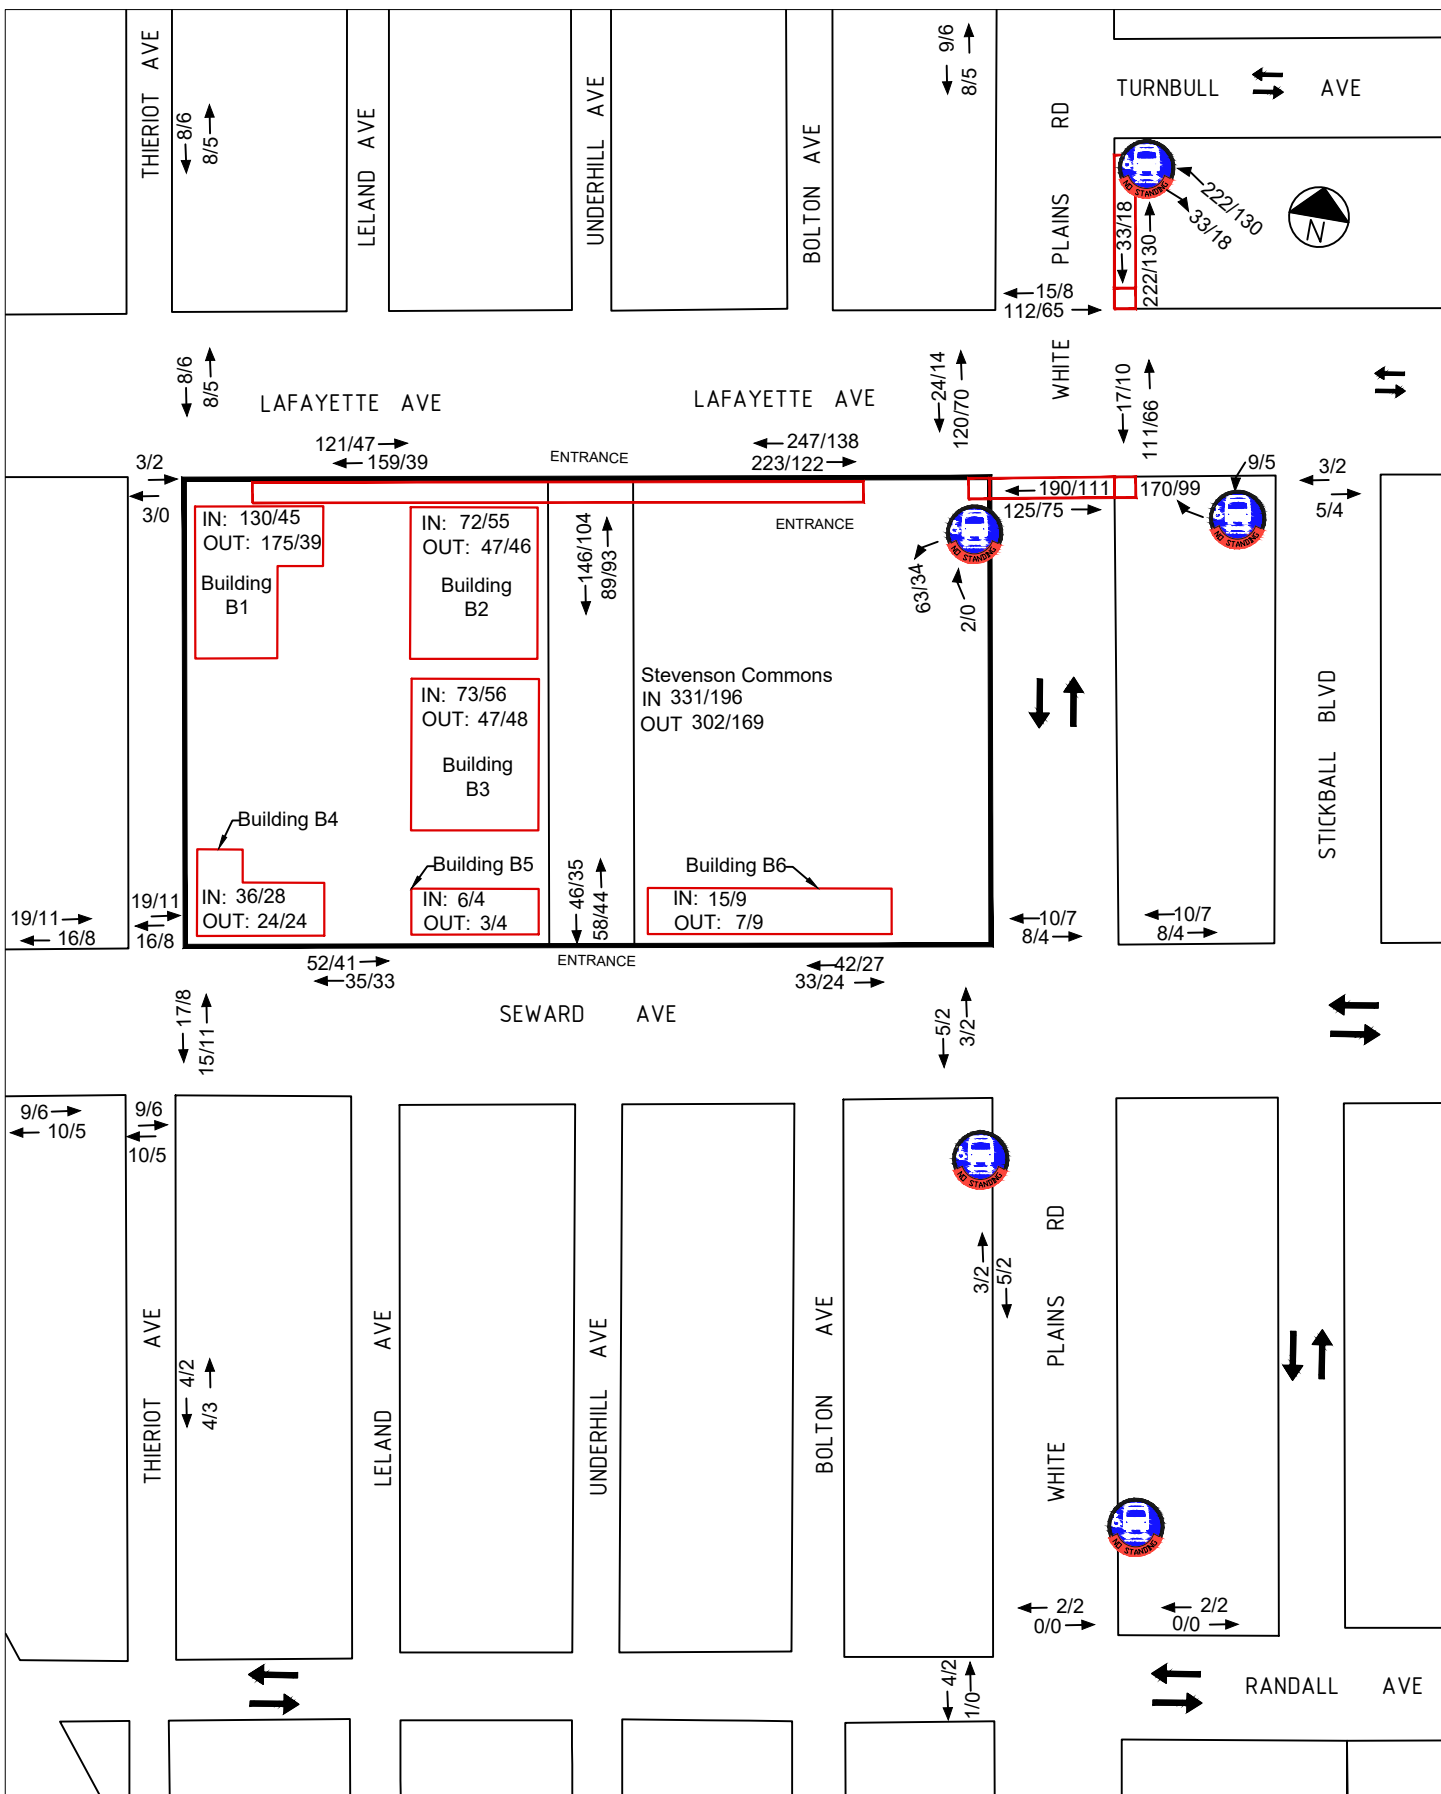 THIERIOT AVE
8/6
8/5
LELAND AVE
UNDERHILL AVE
BOLTON AVE
9/6
8/5
WHITE PLAINS RD
TURNBULL AVE
NO STANDING
222/130
33/18
33/18
222/130
N
15/8
112/65
8/6
8/5
LAFAYETTE AVE
LAFAYETTE AVE
24/14
120/70
17/10
111/66
121/47
159/39
ENTRANCE
247/138
223/122
3/2
3/0
9/5
3/2
5/4
190/111
125/75
170/99
NO STANDING
ENTRANCE
NO STANDING
63/34
2/0
IN: 130/45
OUT: 175/39
Building
B1
IN: 72/55
OUT: 47/46
Building
B2
146/104
89/93
IN: 73/56
OUT: 47/48
Building
B3
Stevenson Commons
IN 331/196
OUT 302/169
STICKBALL BLVD
Building B4
IN: 36/28
OUT: 24/24
Building B5
IN: 6/4
OUT: 3/4
46/35
58/44
Building B6
IN: 15/9
OUT: 7/9
19/11
16/8
19/11
16/8
10/7
8/4
10/7
8/4
52/41
35/33
ENTRANCE
42/27
33/24
17/8
15/11
SEWARD AVE
5/2
3/2
9/6
10/5
9/6
10/5
NO STANDING
3/2
5/2
THIERIOT AVE
4/2
4/3
LELAND AVE
UNDERHILL AVE
BOLTON AVE
WHITE PLAINS RD
NO STANDING
2/2
0/0
2/2
0/0
4/2
1/0
RANDALL AVE